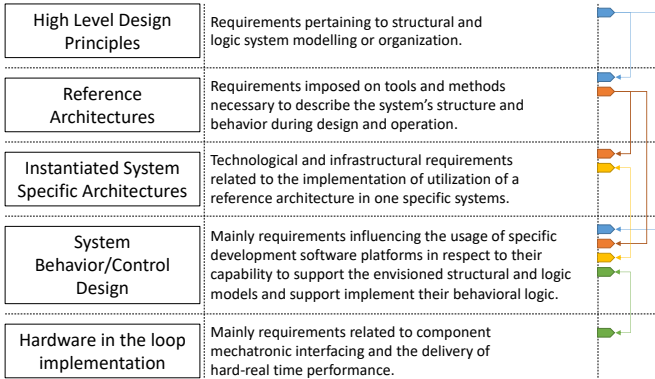 High Level Design
Principles
Requirements pertaining to structural and
logic system modelling or organization.
Reference
Architectures
Requirements imposed on tools and methods
necessary to describe the system's structure and
behavior during design and operation.
Instantiated System
Specific Architectures
Technological and infrastructural requirements
related to the implementation of utilization of a
reference architecture in one specific systems.
System
Behavior/Control
Design
Mainly requirements influencing the usage of specific
development software platforms in respect to their
capability to support the envisioned structural and logic
models and support implement their behavioral logic.
Hardware in the loop
implementation
Mainly requirements related to component
mechatronic interfacing and the delivery of
hard-real time performance.